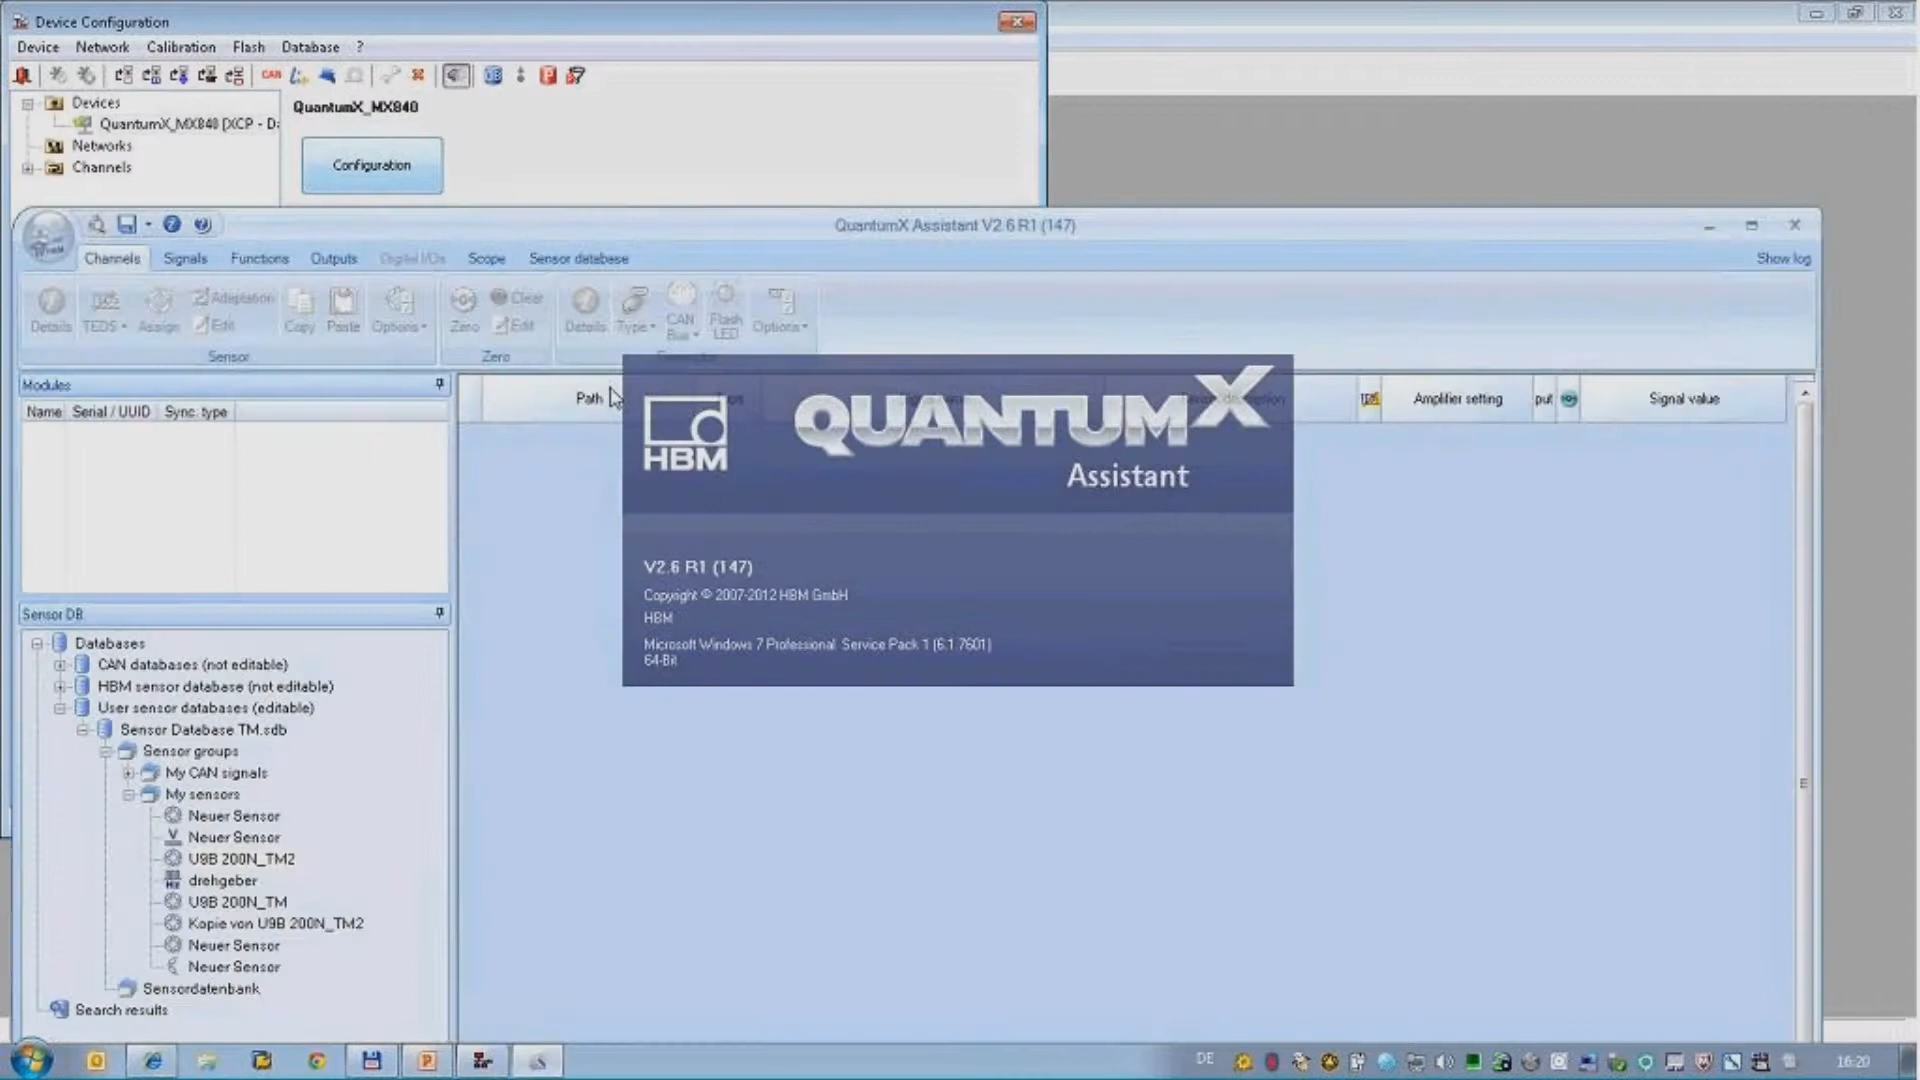 Device Configuration
Device Network Calibration Flash Database ?
CAN
Devices
QuantumX_MX840 [XCP - D:
Networks
Channels
QuantumX_MX840
Configuration
QuantumX Assistant V2.6 R1 (147)
Channels Signals Functions Outputs Digital I/Os Scope Sensor database
Show log
Details TEDS Assign Adaptation Edit Copy Paste Options Zero Clear Edit Details Type CAN Bus Flash LED Options
Sensor Zero
Modules
Name Serial / UUID Sync. type
Path
Amplifier setting
put
Signal value
HBM
QUANTUMX
Assistant
V2.6 R1 (147)
Copyright © 2007-2012 HBM GmbH
HBM
Microsoft Windows 7 Professional Service Pack 1 (6.1.7601)
64-Bit
Sensor DB
Databases
CAN databases (not editable)
HBM sensor database (not editable)
User sensor databases (editable)
Sensor Database TM.sdb
Sensor groups
My CAN signals
My sensors
Neuer Sensor
Neuer Sensor
U9B 200N_TM2
drehgeber
U9B 200N_TM
Kopie von U9B 200N_TM2
Neuer Sensor
Neuer Sensor
Sensordatenbank
Search results
DE
16:20